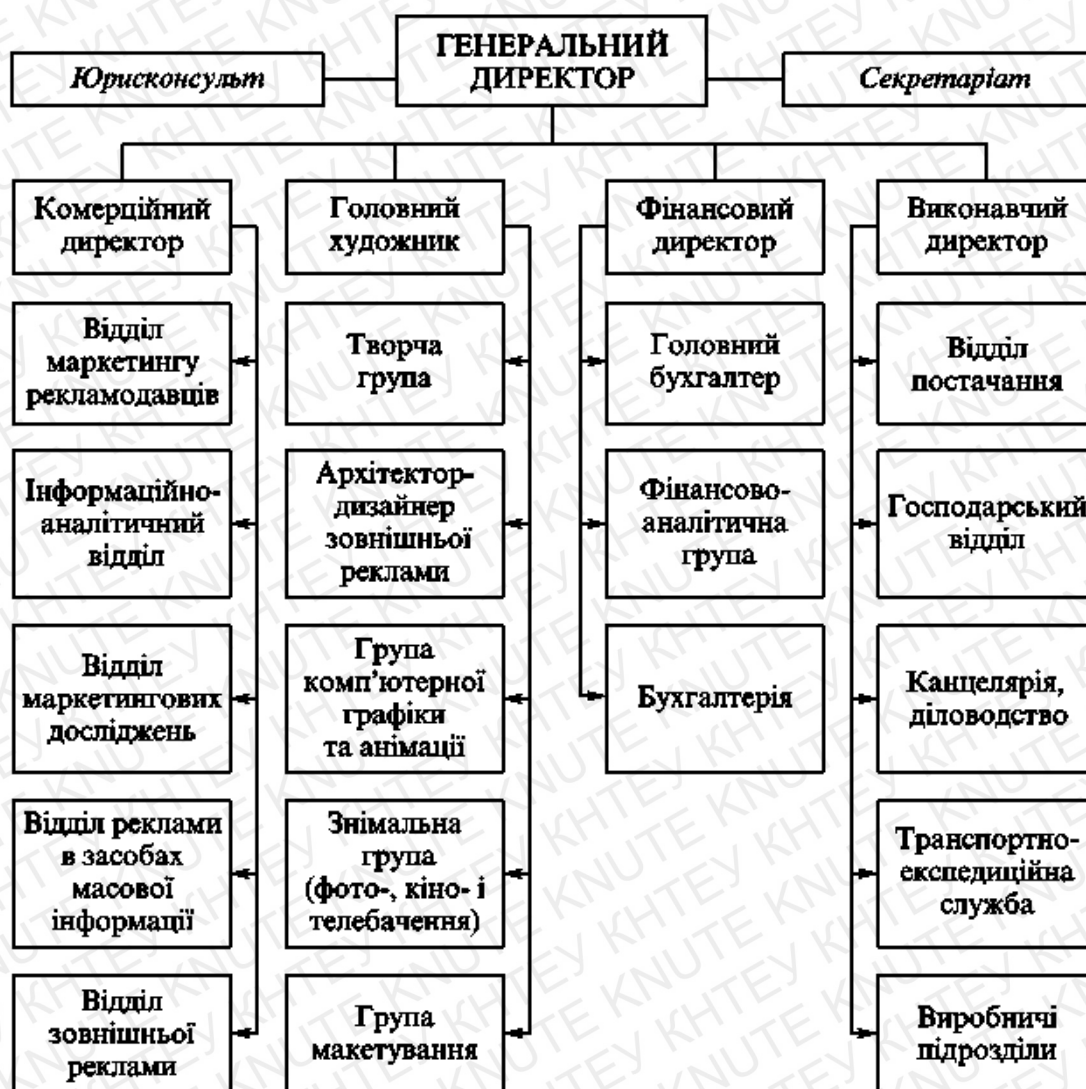 ГЕНЕРАЛЬНИЙ
ДИРЕКТОР
Юрисконсульт
Секретаріат
Комерційний
директор
Відділ
маркетингу
рекламодавців
Інформаційно-
аналітичний
відділ
Відділ
маркетингових
досліджень
Відділ реклами
в засобах
масової
інформації
Відділ
зовнішньої
реклами
Головний
художник
Творча
група
Архітектор-
дизайнер
зовнішньої
реклами
Група
комп’ютерної
графіки
та анімації
Знімальна
група
(фото-, кіно- і
телебачення)
Група
макетування
Фінансовий
директор
Головний
бухгалтер
Фінансово-
аналітична
група
Бухгалтерія
Виконавчий
директор
Відділ
постачання
Господарський
відділ
Канцелярія,
діловодство
Транспортно-
експедиційна
служба
Виробничі
підрозділи
KNUTE КНТЕУ